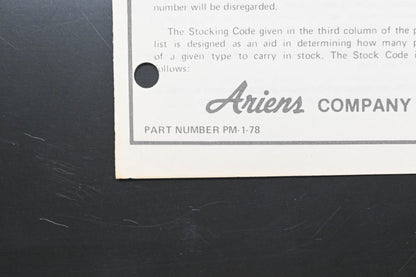 number will be disregarded.
The Stocking Code given in the third column of the p
list is designed as an aid in determining how many p
of a given type to carry in stock. The Stock Code i
ollows:
Ariens COMPANY
PART NUMBER PM-1-78